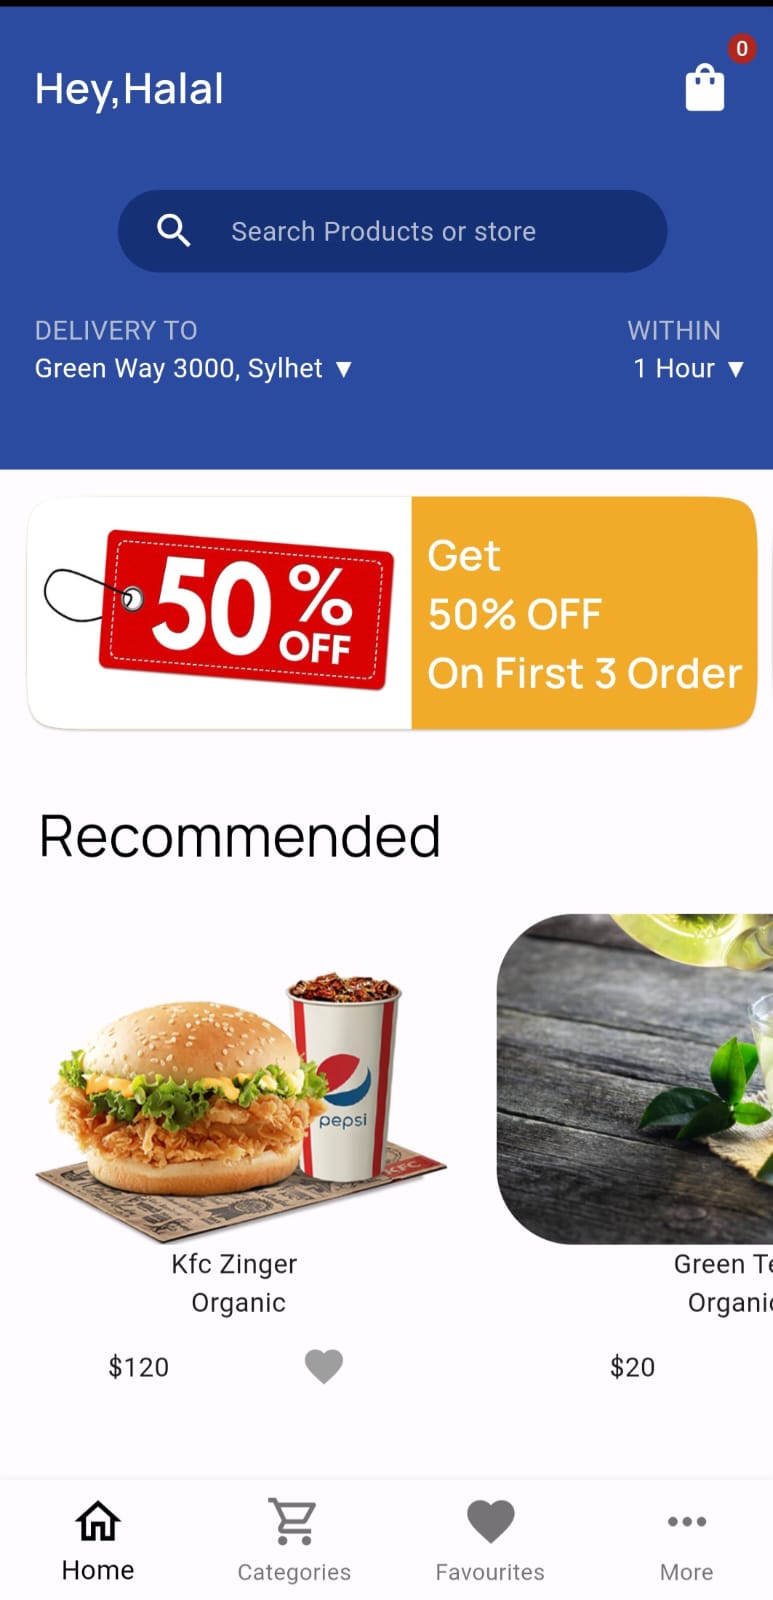 0
Hey,Halal
Search Products or store
DELIVERY TO
WITHIN
Green Way 3000, Sylhet ▼
1 Hour ▼
50% OFF
Get
50% OFF
On First 3 Order
Recommended
pepsi
KFC
Kfc Zinger
Organic
Green Te
Organic
$120
$20
Home
Categories
Favourites
More